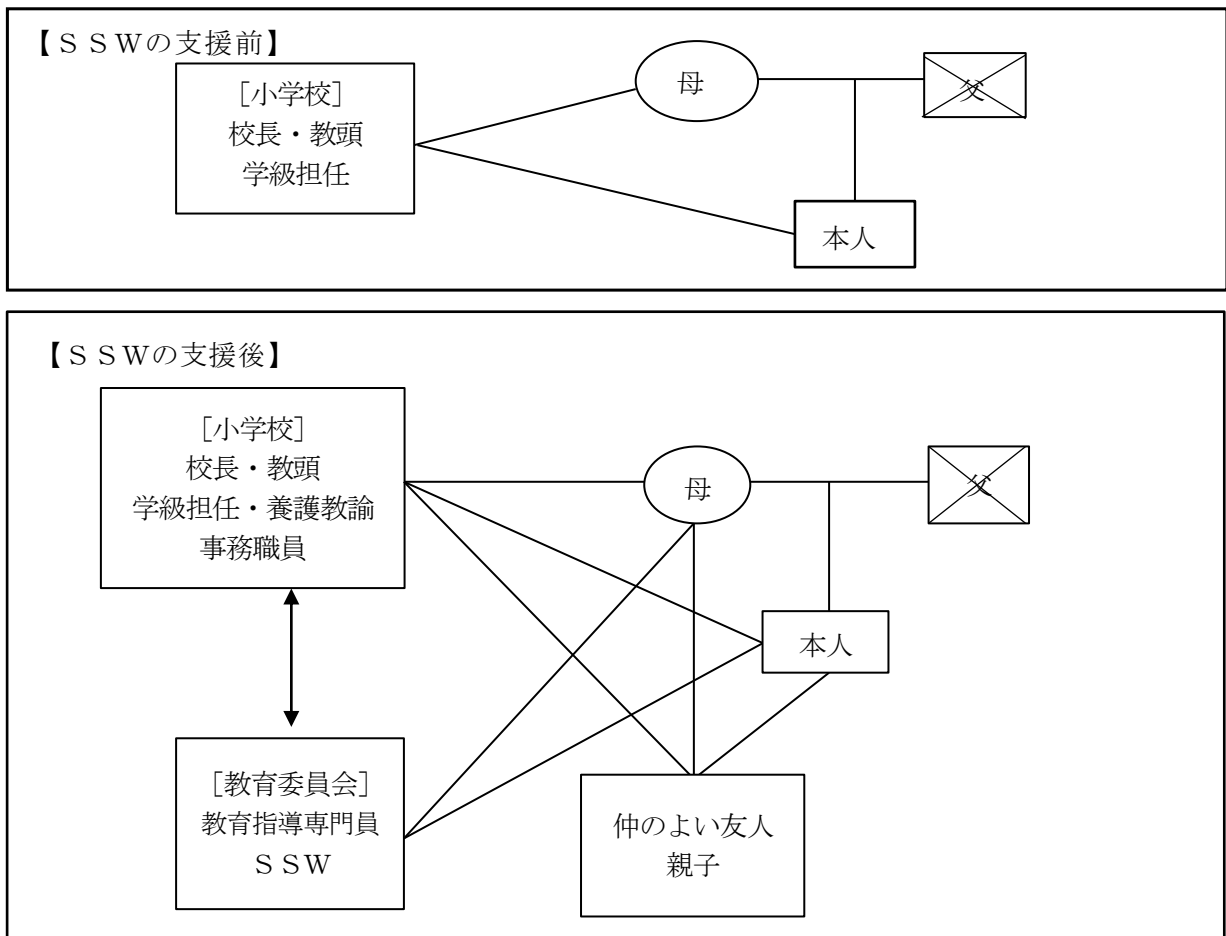 【ＳＳＷの支援前】
［小学校］
校長・教頭
学級担任
母
父
本人
【ＳＳＷの支援後】
［小学校］
校長・教頭
学級担任・養護教諭
事務職員
母
父
本人
［教育委員会］
教育指導専門員
ＳＳＷ
仲のよい友人
親子